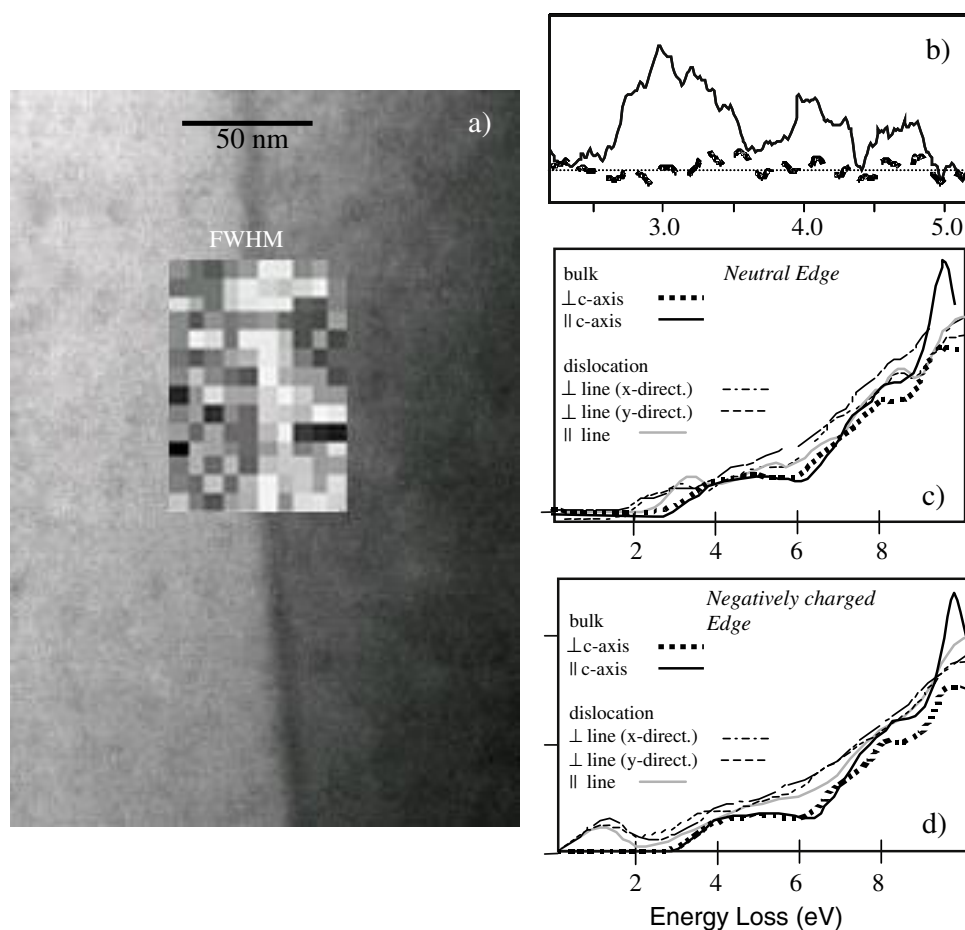 a)
50 nm
FWHM
b)
3.0 4.0 5.0
bulk Neutral Edge
⊥c-axis
|| c-axis
dislocation
⊥ line (x-direct.)
⊥ line (y-direct.)
|| line
c)
2 4 6 8
bulk Negatively charged
Edge
⊥c-axis
|| c-axis
dislocation
⊥ line (x-direct.)
⊥ line (y-direct.)
|| line
d)
2 4 6 8
Energy Loss (eV)